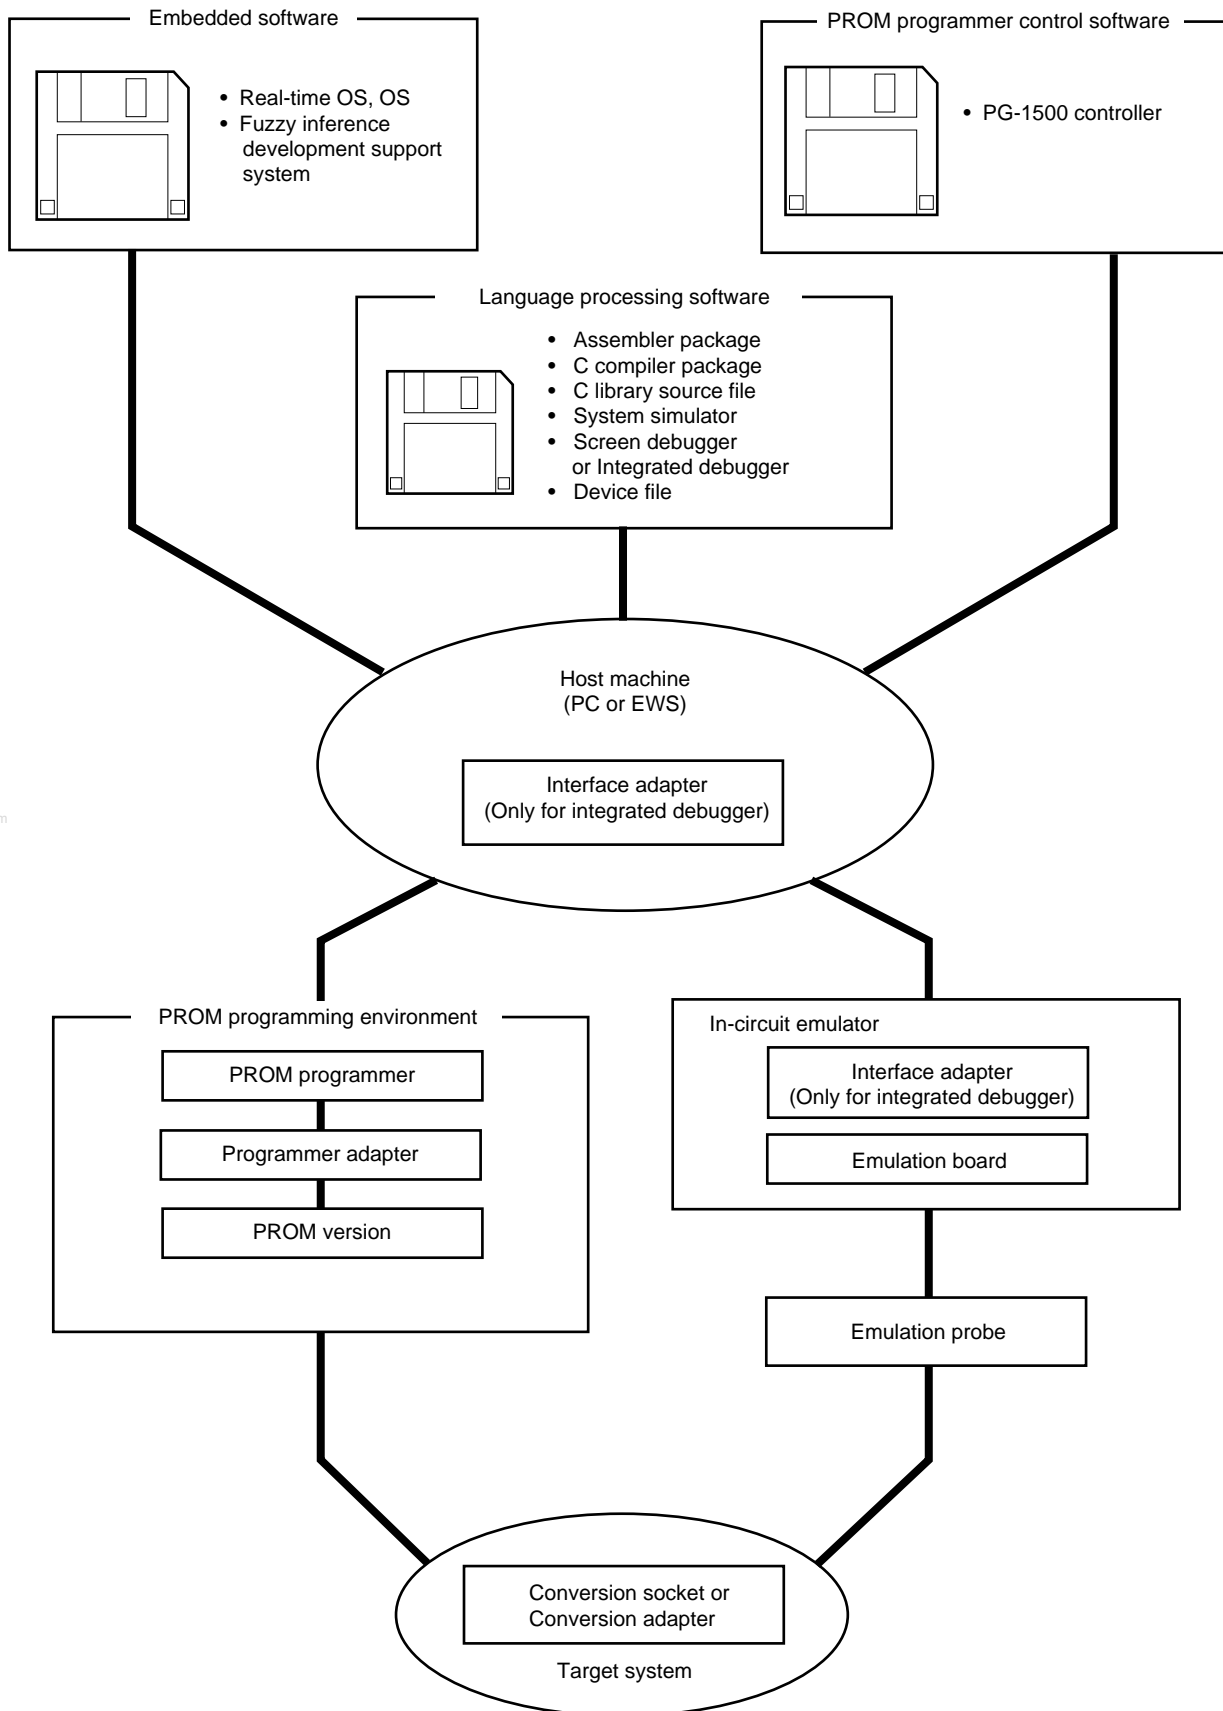 Embedded software
• Real-time OS, OS
• Fuzzy inference
development support
system
PROM programmer control software
• PG-1500 controller
Language processing software
• Assembler package
• C compiler package
• C library source file
• System simulator
• Screen debugger
or Integrated debugger
• Device file
Host machine
(PC or EWS)
Interface adapter
(Only for integrated debugger)
PROM programming environment
PROM programmer
Programmer adapter
PROM version
In-circuit emulator
Interface adapter
(Only for integrated debugger)
Emulation board
Emulation probe
Conversion socket or
Conversion adapter
Target system